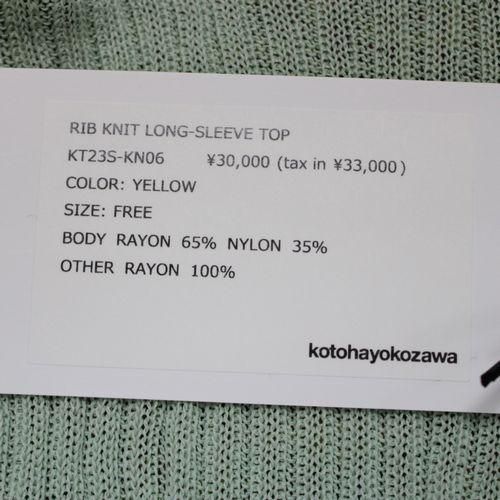 RIB KNIT LONG-SLEEVE TOP
KT23S-KN06 ¥30,000 (tax in ¥33,000)
COLOR: YELLOW
SIZE: FREE
BODY RAYON 65% NYLON 35%
OTHER RAYON 100%
kotohayokozawa